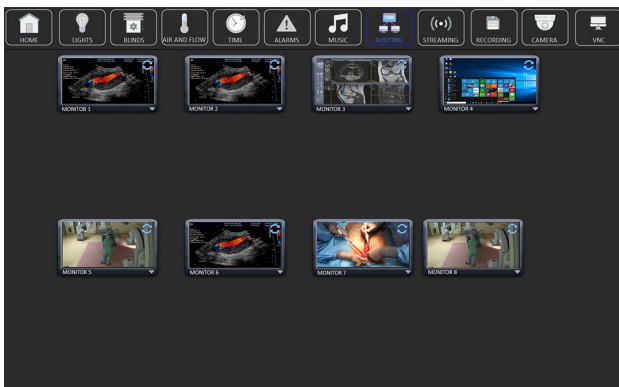 HOME
LIGHTS
BLINDS
AIR AND FLOW
TIME
ALARMS
MUSIC
ROUTING
STREAMING
RECORDING
CAMERA
VNC
MONITOR 1
MONITOR 2
MONITOR 3
MONITOR 4
MONITOR 5
MONITOR 6
MONITOR 7
MONITOR 8